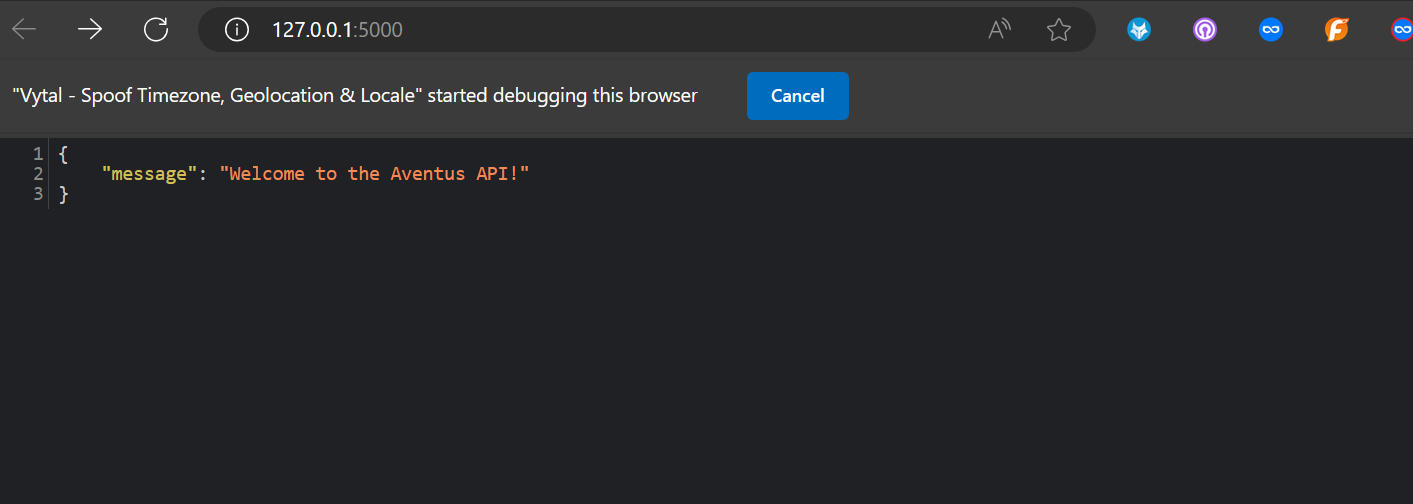 127.0.0.1:5000
"Vytal - Spoof Timezone, Geolocation & Locale" started debugging this browser Cancel
1 {
2 "message": "Welcome to the Aventus API!"
3 }